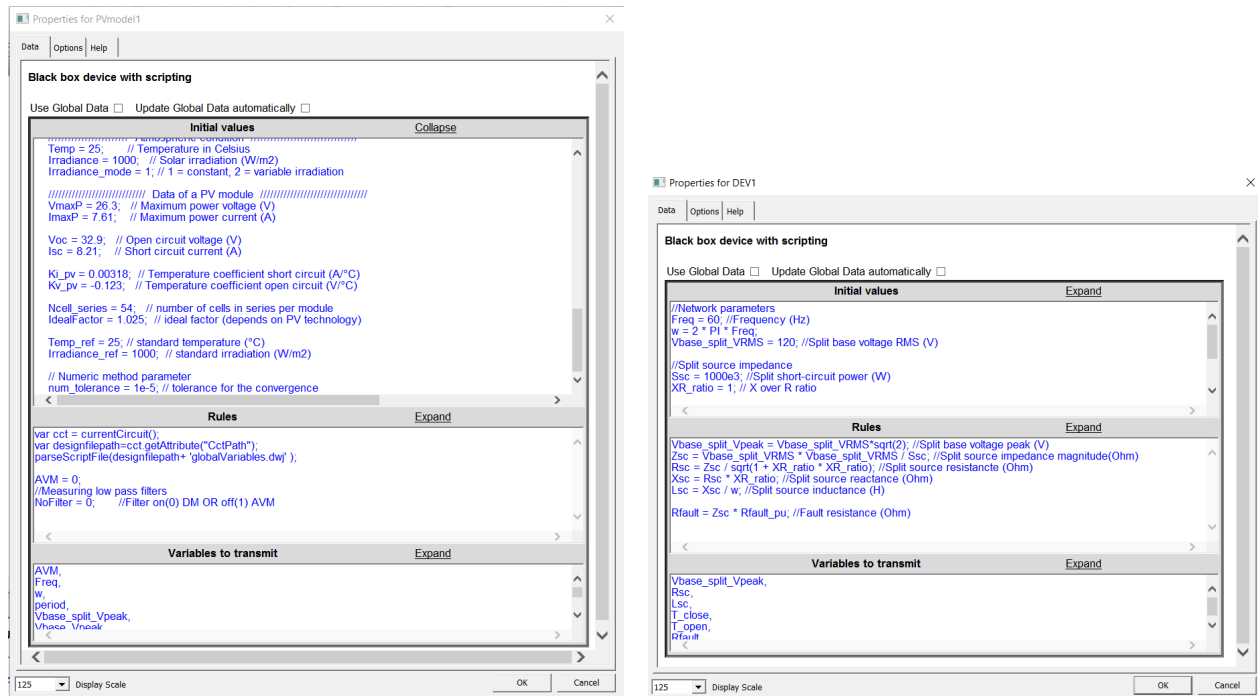 Properties for PVmodel1
Data Options Help
Black box device with scripting
Use Global Data Update Global Data automatically
Initial values Collapse
//////////////////////// Atmospheric condition ////////////////////////////////
Temp = 25; // Temperature in Celsius
Irradiance = 1000; // Solar irradiation (W/m2)
Irradiance_mode = 1; // 1 = constant, 2 = variable irradiation
///////////////////////////// Data of a PV module ////////////////////////////////
VmaxP = 26.3; // Maximum power voltage (V)
ImaxP = 7.61; // Maximum power current (A)
Voc = 32.9; // Open circuit voltage (V)
Isc = 8.21; // Short circuit current (A)
Ki_pv = 0.00318; // Temperature coefficient short circuit (A/°C)
Kv_pv = -0.123; // Temperature coefficient open circuit (V/°C)
Ncell_series = 54; // number of cells in series per module
IdealFactor = 1.025; // ideal factor (depends on PV technology)
Temp_ref = 25; // standard temperature (°C)
Irradiance_ref = 1000; // standard irradiation (W/m2)
// Numeric method parameter
num_tolerance = 1e-5; // tolerance for the convergence
Rules Expand
var cct = currentCircuit();
var designfilepath=cct.getAttribute("CctPath");
parseScriptFile(designfilepath+ 'globalVariables.dwj' );
AVM = 0;
//Measuring low pass filters
NoFilter = 0; //Filter on(0) DM OR off(1) AVM
Variables to transmit Expand
AVM,
Freq,
w,
period,
Vbase_split_Vpeak,
Vbase_Vpeak
125 Display Scale OK Cancel
Properties for DEV1
Data Options Help
Black box device with scripting
Use Global Data Update Global Data automatically
Initial values Expand
//Network parameters
Freq = 60; //Frequency (Hz)
w = 2 * PI * Freq;
Vbase_split_VRMS = 120; //Split base voltage RMS (V)
//Split source impedance
Ssc = 1000e3; //Split short-circuit power (W)
XR_ratio = 1; // X over R ratio
Rules Expand
Vbase_split_Vpeak = Vbase_split_VRMS*sqrt(2); //Split base voltage peak (V)
Zsc = Vbase_split_VRMS * Vbase_split_VRMS / Ssc; //Split source impedance magnitude(Ohm)
Rsc = Zsc / sqrt(1 + XR_ratio * XR_ratio); //Split source resistancte (Ohm)
Xsc = Rsc * XR_ratio; //Split source reactance (Ohm)
Lsc = Xsc / w; //Split source inductance (H)
Rfault = Zsc * Rfault_pu; //Fault resistance (Ohm)
Variables to transmit Expand
Vbase_split_Vpeak,
Rsc,
Lsc,
T_close,
T_open,
Rfault
125 Display Scale OK Cancel